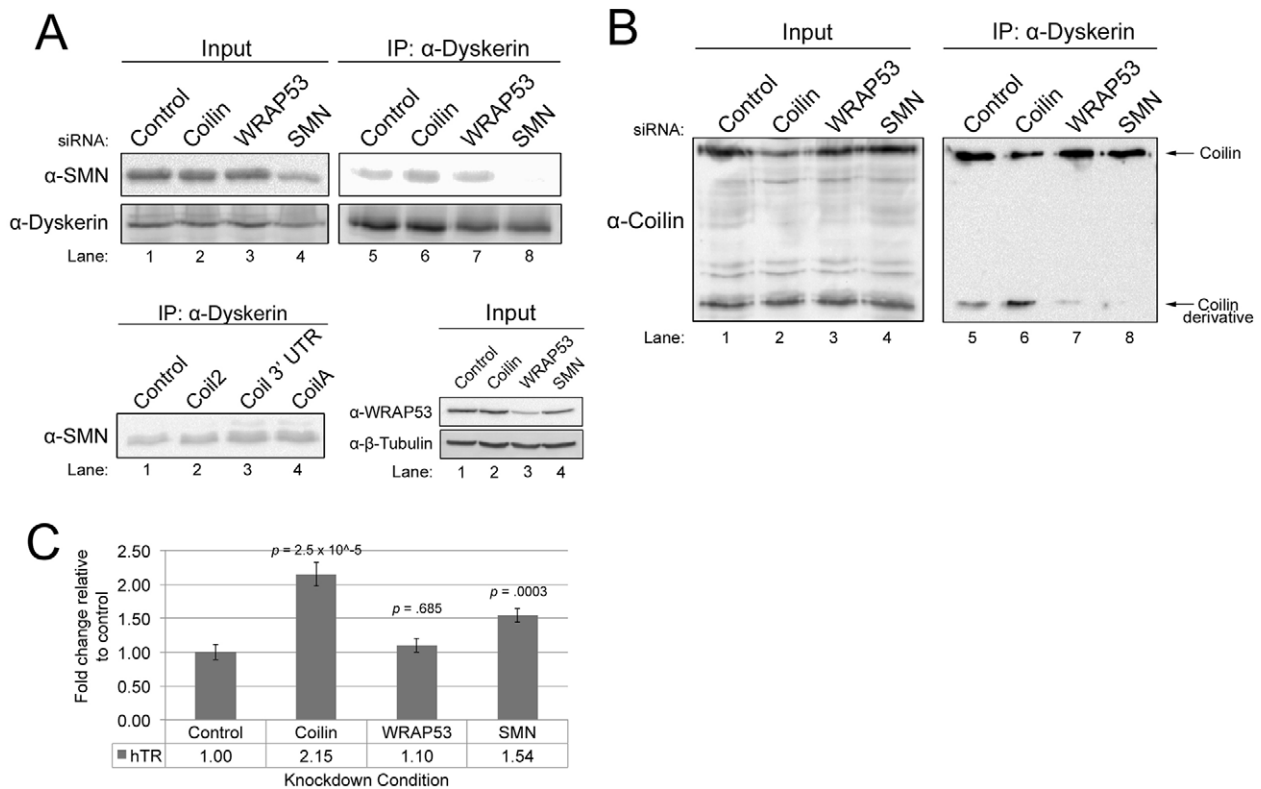 A
Input
IP: α-Dyskerin
siRNA:
Control
Coilin
WRAP53
SMN
Control
Coilin
WRAP53
SMN
α-SMN
α-Dyskerin
Lane: 1 2 3 4 5 6 7 8
IP: α-Dyskerin
Control
Coil2
Coil 3' UTR
CoilA
α-SMN
Lane: 1 2 3 4
Input
Control
Coilin
WRAP53
SMN
α-WRAP53
α-β-Tubulin
Lane: 1 2 3 4
B
Input
IP: α-Dyskerin
siRNA:
Control
Coilin
WRAP53
SMN
Control
Coilin
WRAP53
SMN
α-Coilin
Coilin
Coilin
derivative
Lane: 1 2 3 4 5 6 7 8
C
Fold change relative
to control
2.50
2.00
1.50
1.00
0.50
0.00
p = 2.5 x 10^-5
p = .685
p = .0003
Control Coilin WRAP53 SMN
hTR 1.00 2.15 1.10 1.54
Knockdown Condition